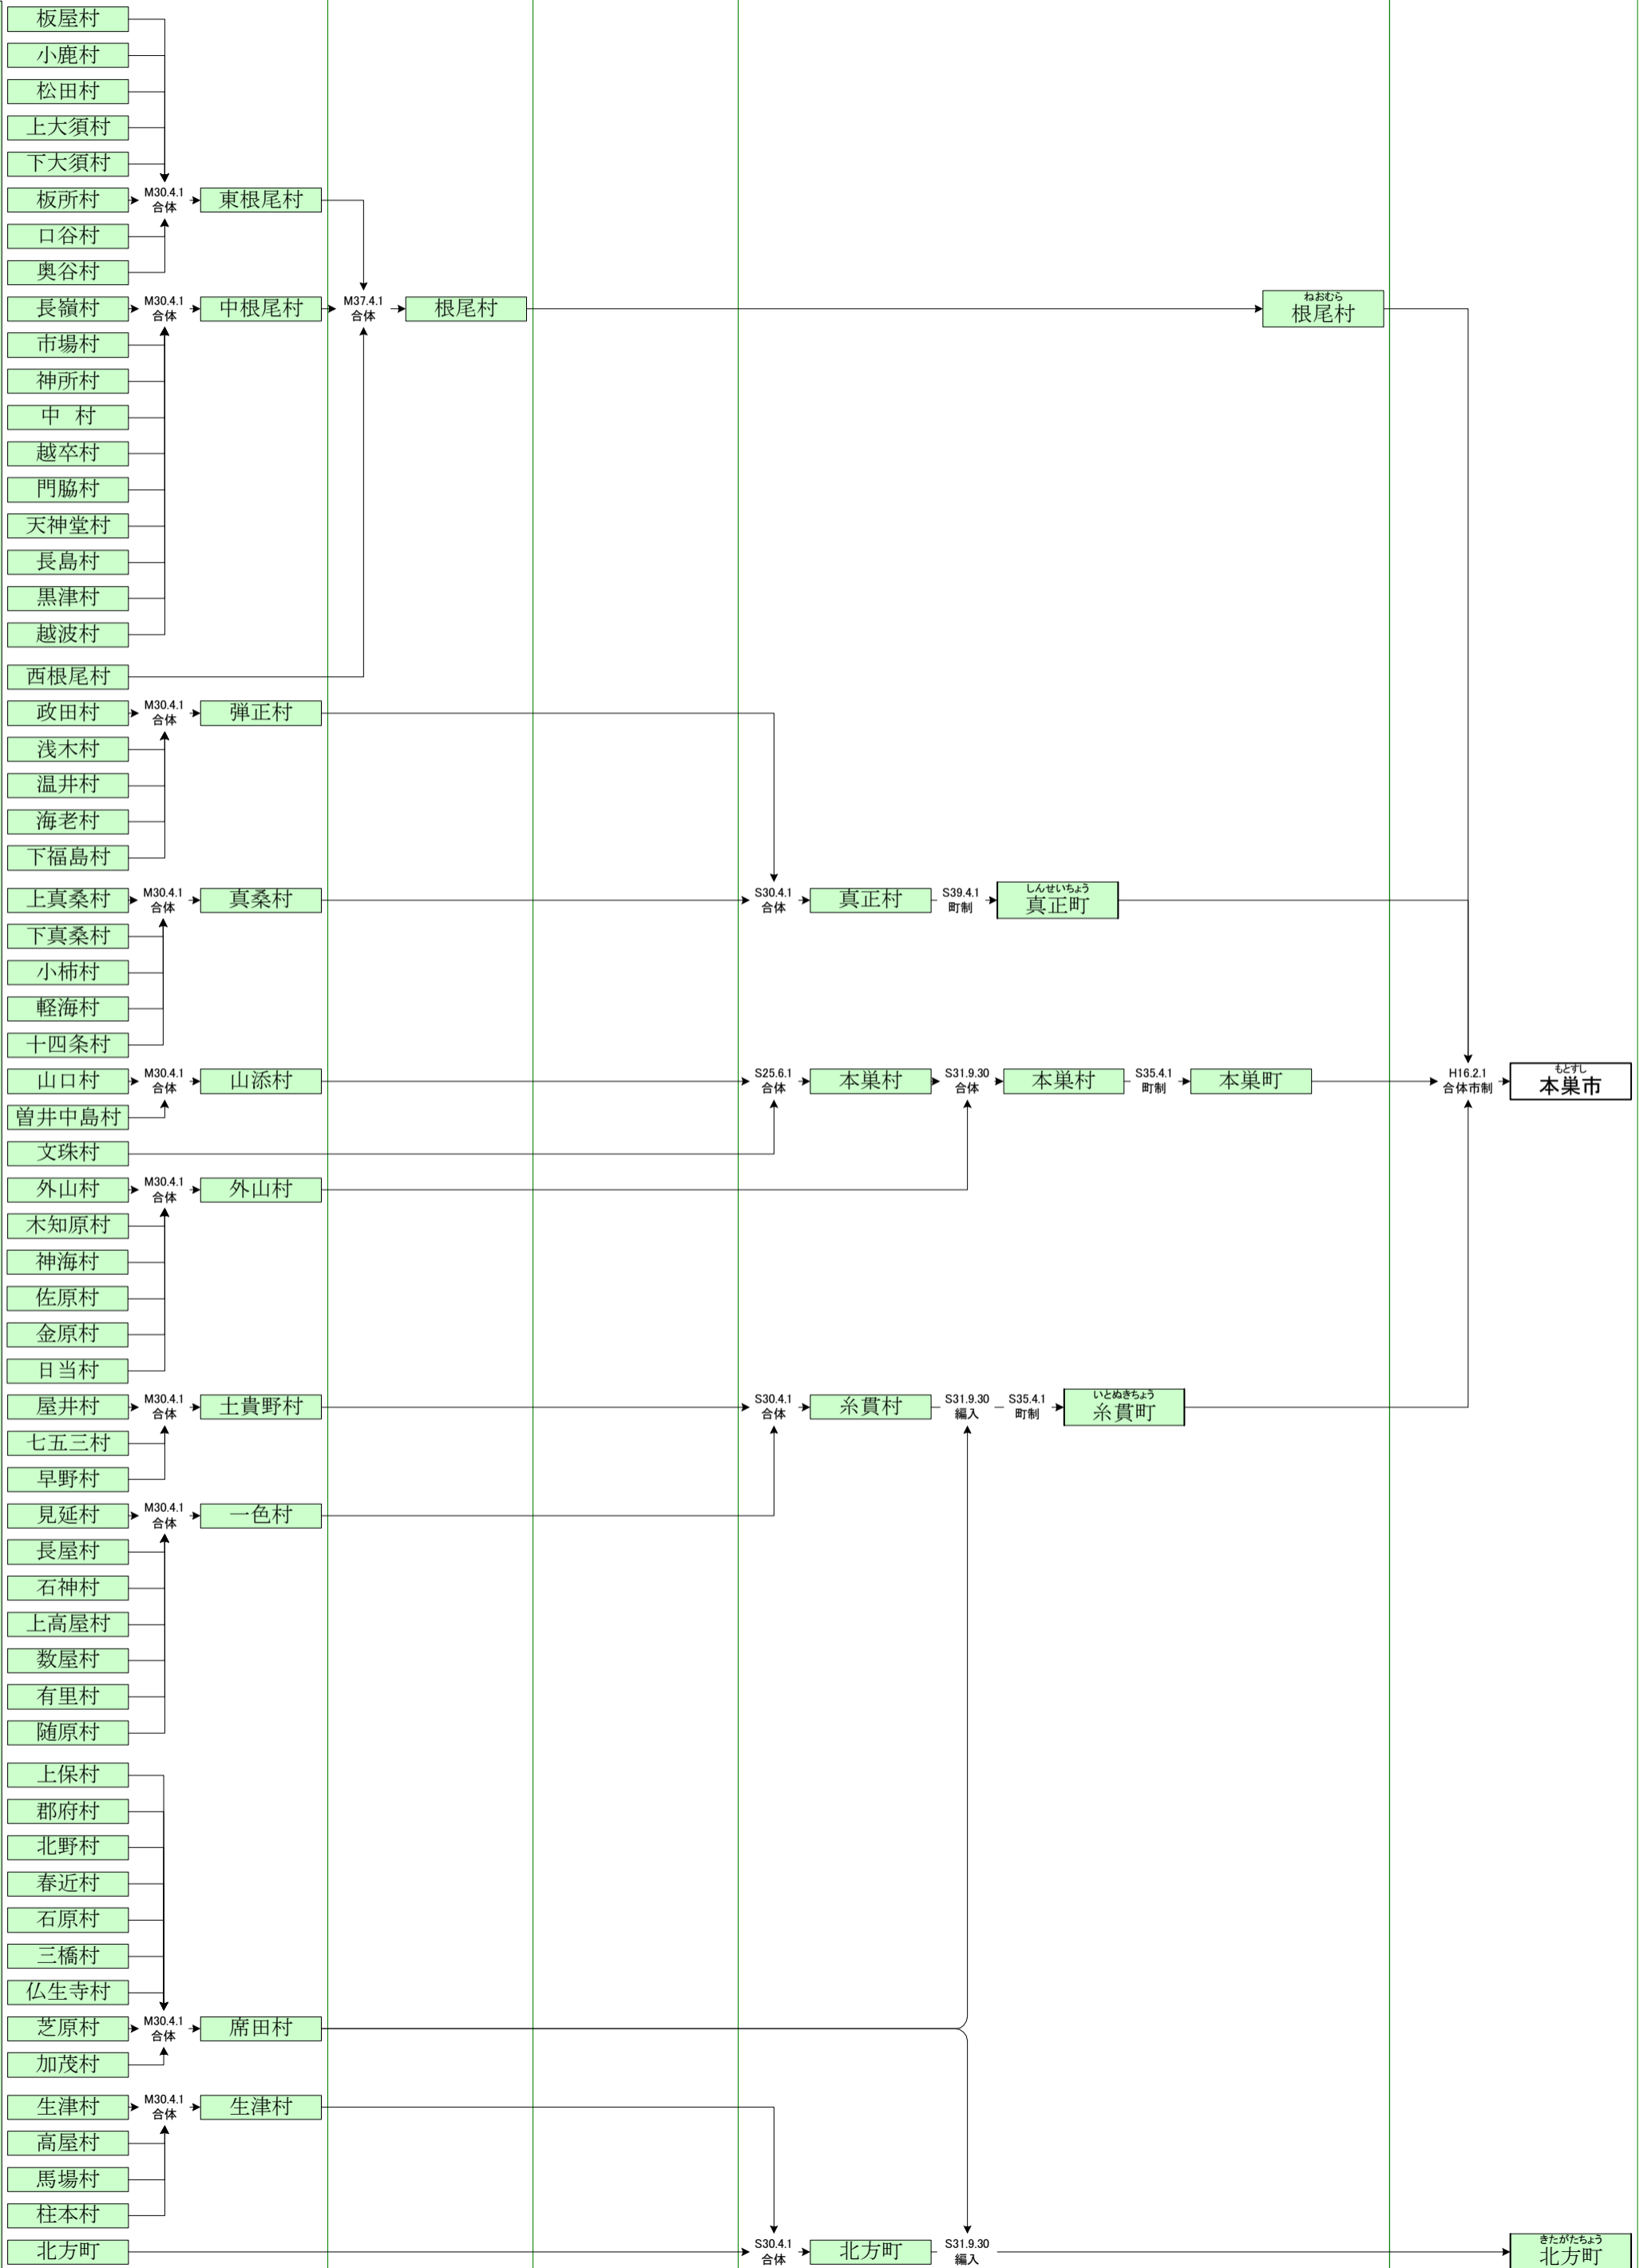 板屋村
小鹿村
松田村
上大須村
下大須村
板所村
M30.4.1
合体
東根尾村
口谷村
奥谷村
長嶺村
M30.4.1
合体
中根尾村
M37.4.1
合体
根尾村
ねおむら
根尾村
市場村
神所村
中 村
越卒村
門脇村
天神堂村
長島村
黒津村
越波村
西根尾村
政田村
M30.4.1
合体
弾正村
浅木村
温井村
海老村
下福島村
上真桑村
M30.4.1
合体
真桑村
S30.4.1
合体
真正村
S39.4.1
町制
しんせいちょう
真正町
下真桑村
小柿村
軽海村
十四条村
山口村
M30.4.1
合体
山添村
S25.6.1
合体
本巣村
S31.9.30
合体
本巣村
S35.4.1
町制
本巣町
H16.2.1
合体市制
もとすし
本巣市
曽井中島村
文珠村
外山村
M30.4.1
合体
外山村
木知原村
神海村
佐原村
金原村
日当村
屋井村
M30.4.1
合体
土貴野村
S30.4.1
合体
糸貫村
S31.9.30
編入
S35.4.1
町制
いとぬきちょう
糸貫町
七五三村
早野村
見延村
M30.4.1
合体
一色村
長屋村
石神村
上高屋村
数屋村
有里村
随原村
上保村
郡府村
北野村
春近村
石原村
三橋村
仏生寺村
芝原村
M30.4.1
合体
席田村
加茂村
生津村
M30.4.1
合体
生津村
高屋村
馬場村
柱本村
北方町
S30.4.1
合体
北方町
S31.9.30
編入
きたがたちょう
北方町